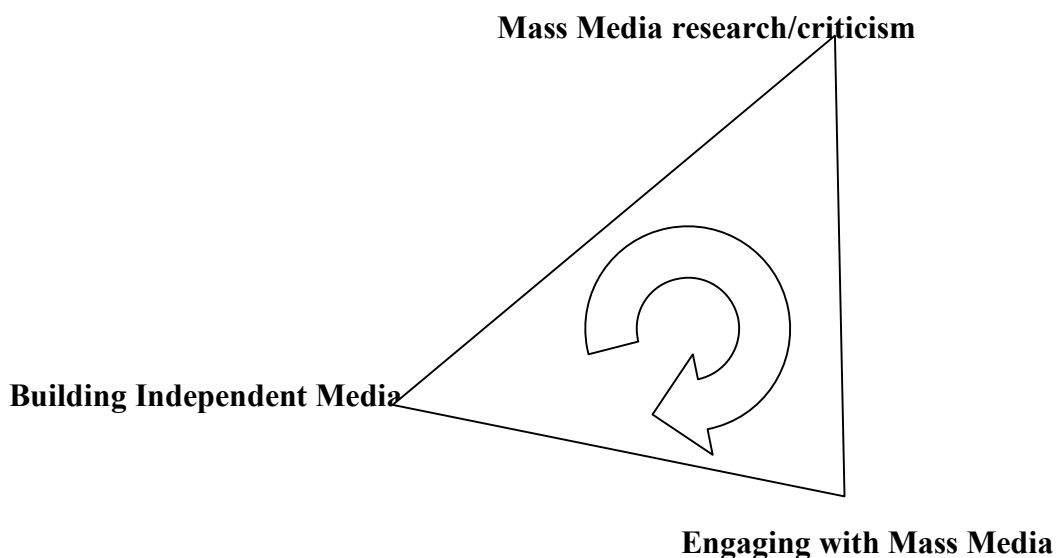 Mass Media research/criticism
Building Independent Media
Engaging with Mass Media